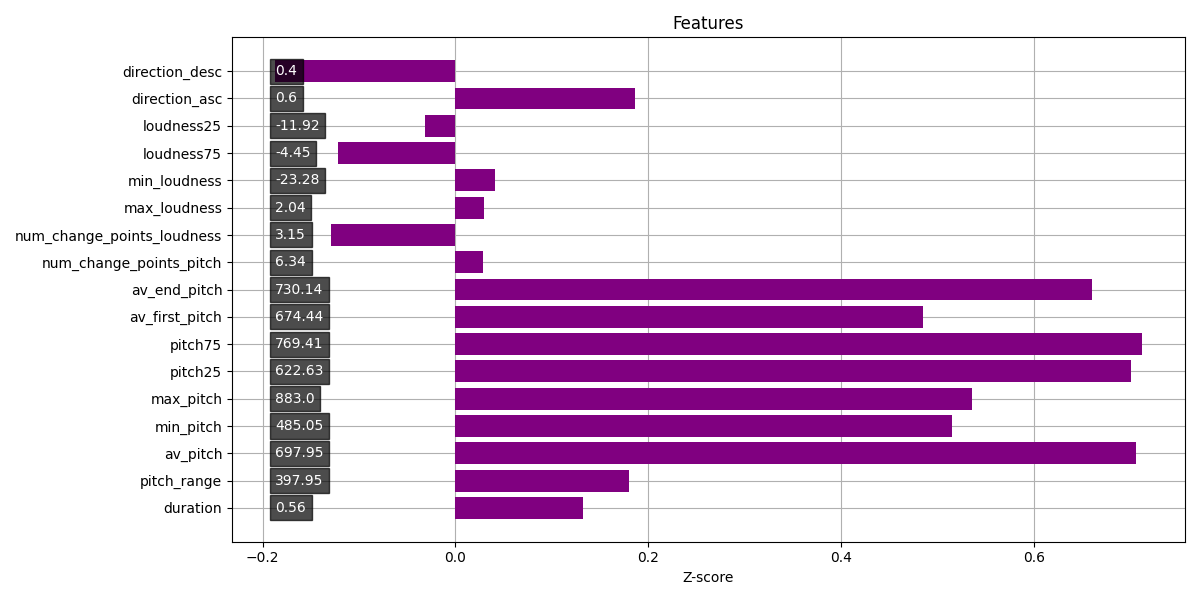 Features
direction_desc 0.4
direction_asc 0.6
loudness25 -11.92
loudness75 -4.45
min_loudness -23.28
max_loudness 2.04
num_change_points_loudness 3.15
num_change_points_pitch 6.34
av_end_pitch 730.14
av_first_pitch 674.44
pitch75 769.41
pitch25 622.63
max_pitch 883.0
min_pitch 485.05
av_pitch 697.95
pitch_range 397.95
duration 0.56
−0.2 0.0 0.2 0.4 0.6
Z-score